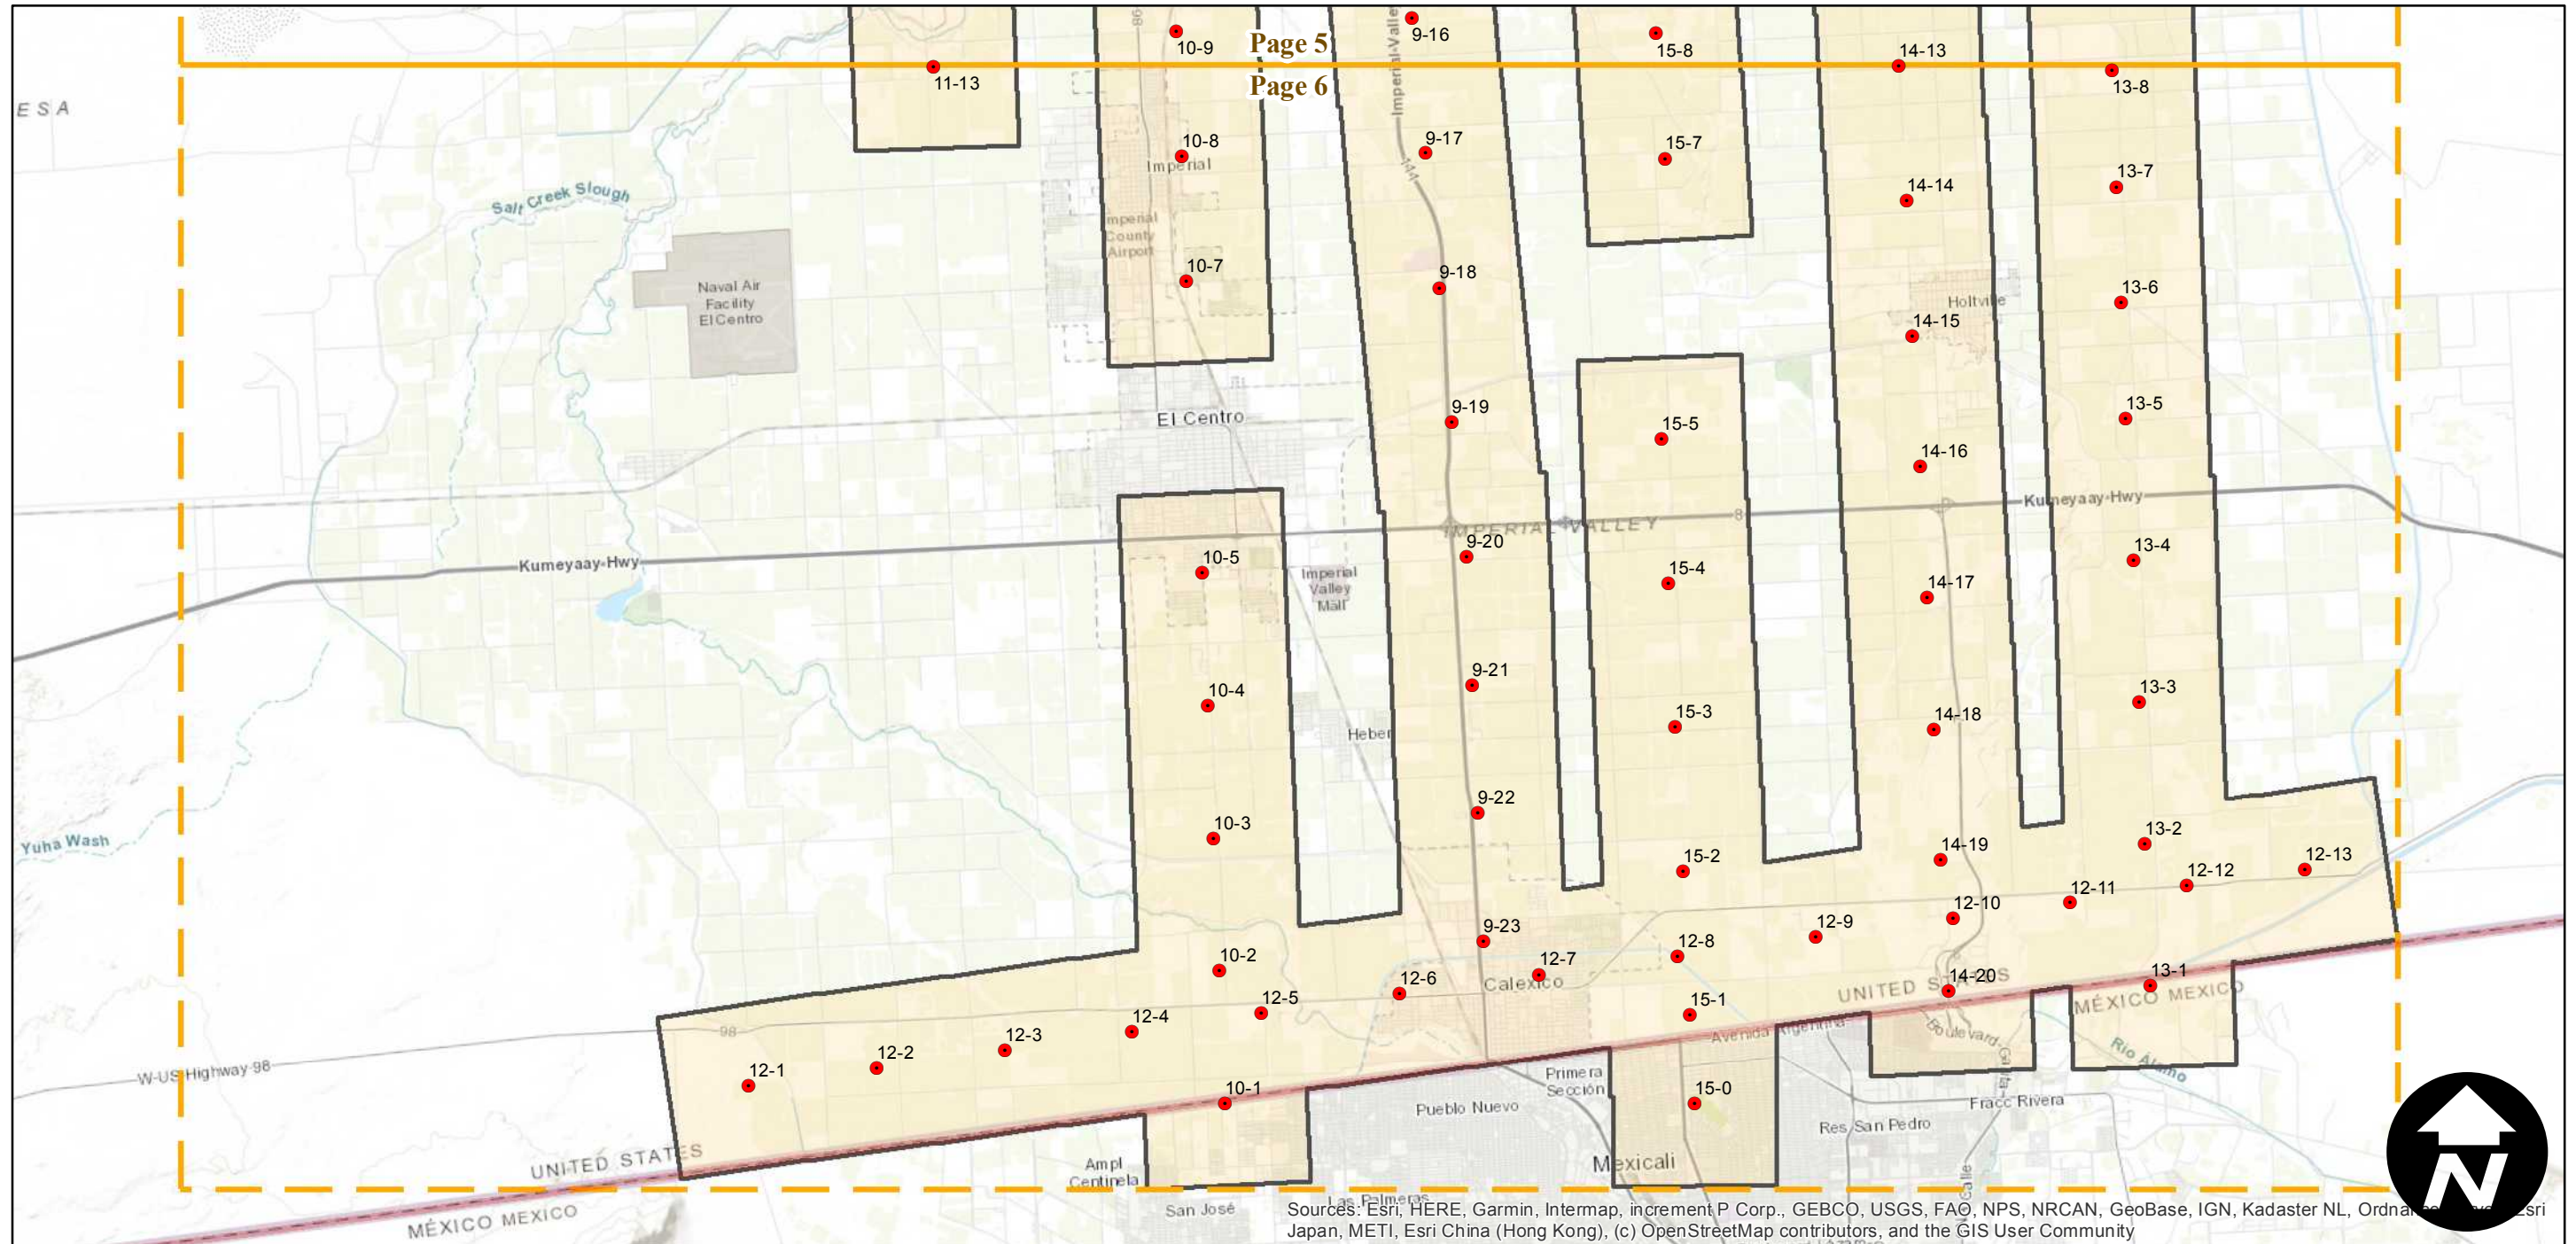 86
Imperial-Valley
9-16
10-9
Page 5
15-8
14-13
11-13
Page 6
13-8
E S A
10-8
Imperial
9-17
144
15-7
14-14
13-7
Salt Creek Slough
Imperial
County
Airport
10-7
9-18
13-6
Holtville
Naval Air
Facility
El Centro
14-15
El Centro
9-19
15-5
13-5
14-16
Kumeyaay-Hwy
8
IMPERIAL VALLEY
9-20
13-4
Kumeyaay-Hwy
10-5
Imperial
Valley
Mall
15-4
14-17
10-4
9-21
13-3
15-3
14-18
Heber
10-3
9-22
Yuha Wash
15-2
14-19
13-2
12-13
12-12
12-11
12-10
12-9
9-23
12-8
10-2
12-7
12-6
Calexico
12-5
14-20
13-1
UNITED STATES
MÉXICO MEXICO
15-1
12-4
98
12-3
12-2
12-1
Avenida Argentina
Boulevard
W-US Highway-98
Rio Alamo
10-1
Primera
Sección
15-0
Pueblo Nuevo
Fracc Rivera
Res San Pedro
UNITED STATES
Ampl
Centinela
Mexicali
Calle
N
San José
Las Palmeras
MÉXICO MEXICO
Sources: Esri, HERE, Garmin, Intermap, increment P Corp., GEBCO, USGS, FAO, NPS, NRCAN, GeoBase, IGN, Kadaster NL, Esri
Japan, METI, Esri China (Hong Kong), (c) OpenStreetMap contributors, and the GIS User Community